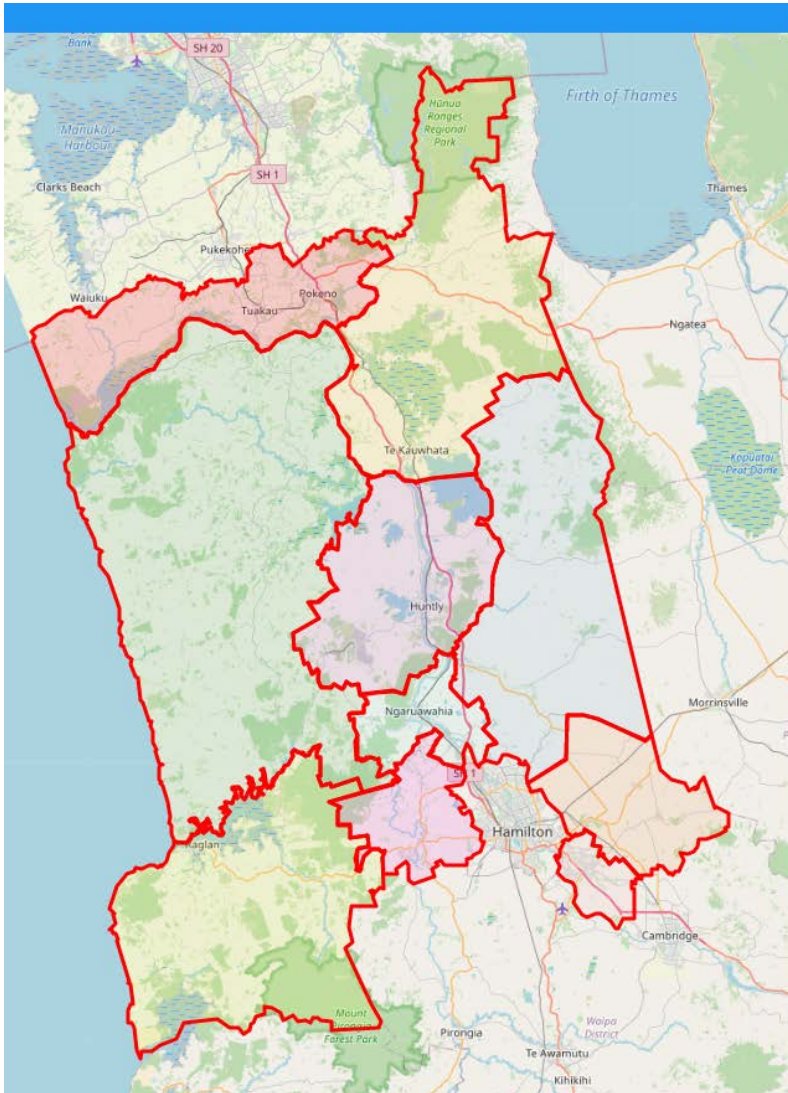 Bank
SH 20
Firth of Thames
Hūnua
Ranges
Regional
Park
Manukau
Harbour
SH 1
Clarks Beach
Thames
Pukekohe
Waiuku
Pokeno
Tuakau
Ngatea
Te Kauwhata
Kopuatai
Peat Dome
Huntly
Morrinsville
Ngaruawahia
SH 1
Hamilton
Raglan
Cambridge
Mount
Pirongia
Forest Park
Waipa
District
Pirongia
Te Awamutu
Kihikihi